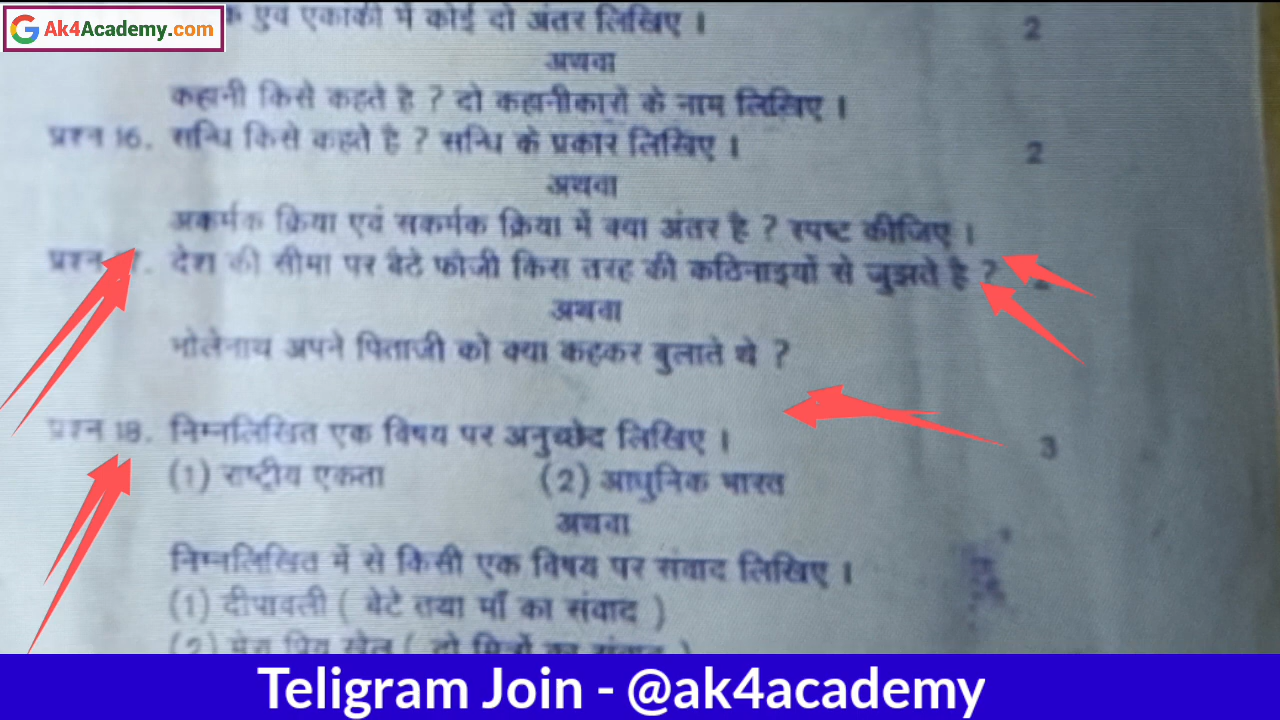 Ak4Academy.com
एवं एकांकी में कोई दो अंतर लिखिए । 2
अथवा
कहानी किसे कहते है ? दो कहानीकारो के नाम लिखिए ।
प्रश्न 16. सन्धि किसे कहते है ? सन्धि के प्रकार लिखिए । 2
अथवा
अकर्मक क्रिया एवं सकर्मक क्रिया में क्या अंतर है ? स्पष्ट कीजिए ।
प्रश्न देश की सीमा पर बैठे फौजी किस तरह की कठिनाइयों से जुझते है ?
अथवा
भोलेनाथ अपने पिताजी को क्या कहकर बुलाते थे ?
प्रश्न 18. निम्नलिखित एक विषय पर अनुच्छेद लिखिए । 3
(1) राष्ट्रीय एकता (2) आधुनिक भारत
अथवा
निम्नलिखित में से किसी एक विषय पर संवाद लिखिए ।
(1) दीपावली ( बेटे तथा माँ का संवाद )
(2) मेरा प्रिय खेल ( दो मित्रों का संवाद )
Teligram Join - @ak4academy